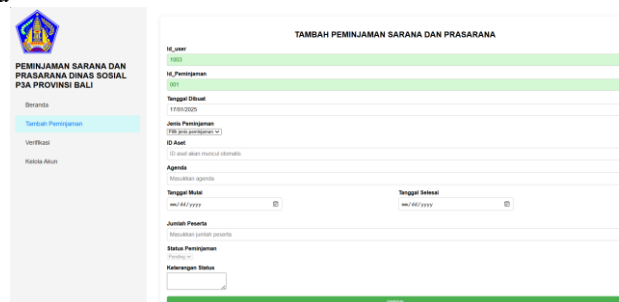 PEMINJAMAN SARANA DAN
PRASARANA DINAS SOSIAL
P3A PROVINSI BALI
Beranda
Tambah Peminjaman
Verifikasi
Kelola Akun
TAMBAH PEMINJAMAN SARANA DAN PRASARANA
Id_user
1003
Id_Peminjaman
001
Tanggal Dibuat
17/01/2025
Jenis Peminjaman
Pilih jenis peminjaman
ID Aset
ID aset akan muncul otomatis
Agenda
Masukkan agenda
Tanggal Mulai Tanggal Selesai
mm/dd/yyyy mm/dd/yyyy
Jumlah Peserta
Masukkan jumlah peserta
Status Peminjaman
Pending
Keterangan Status